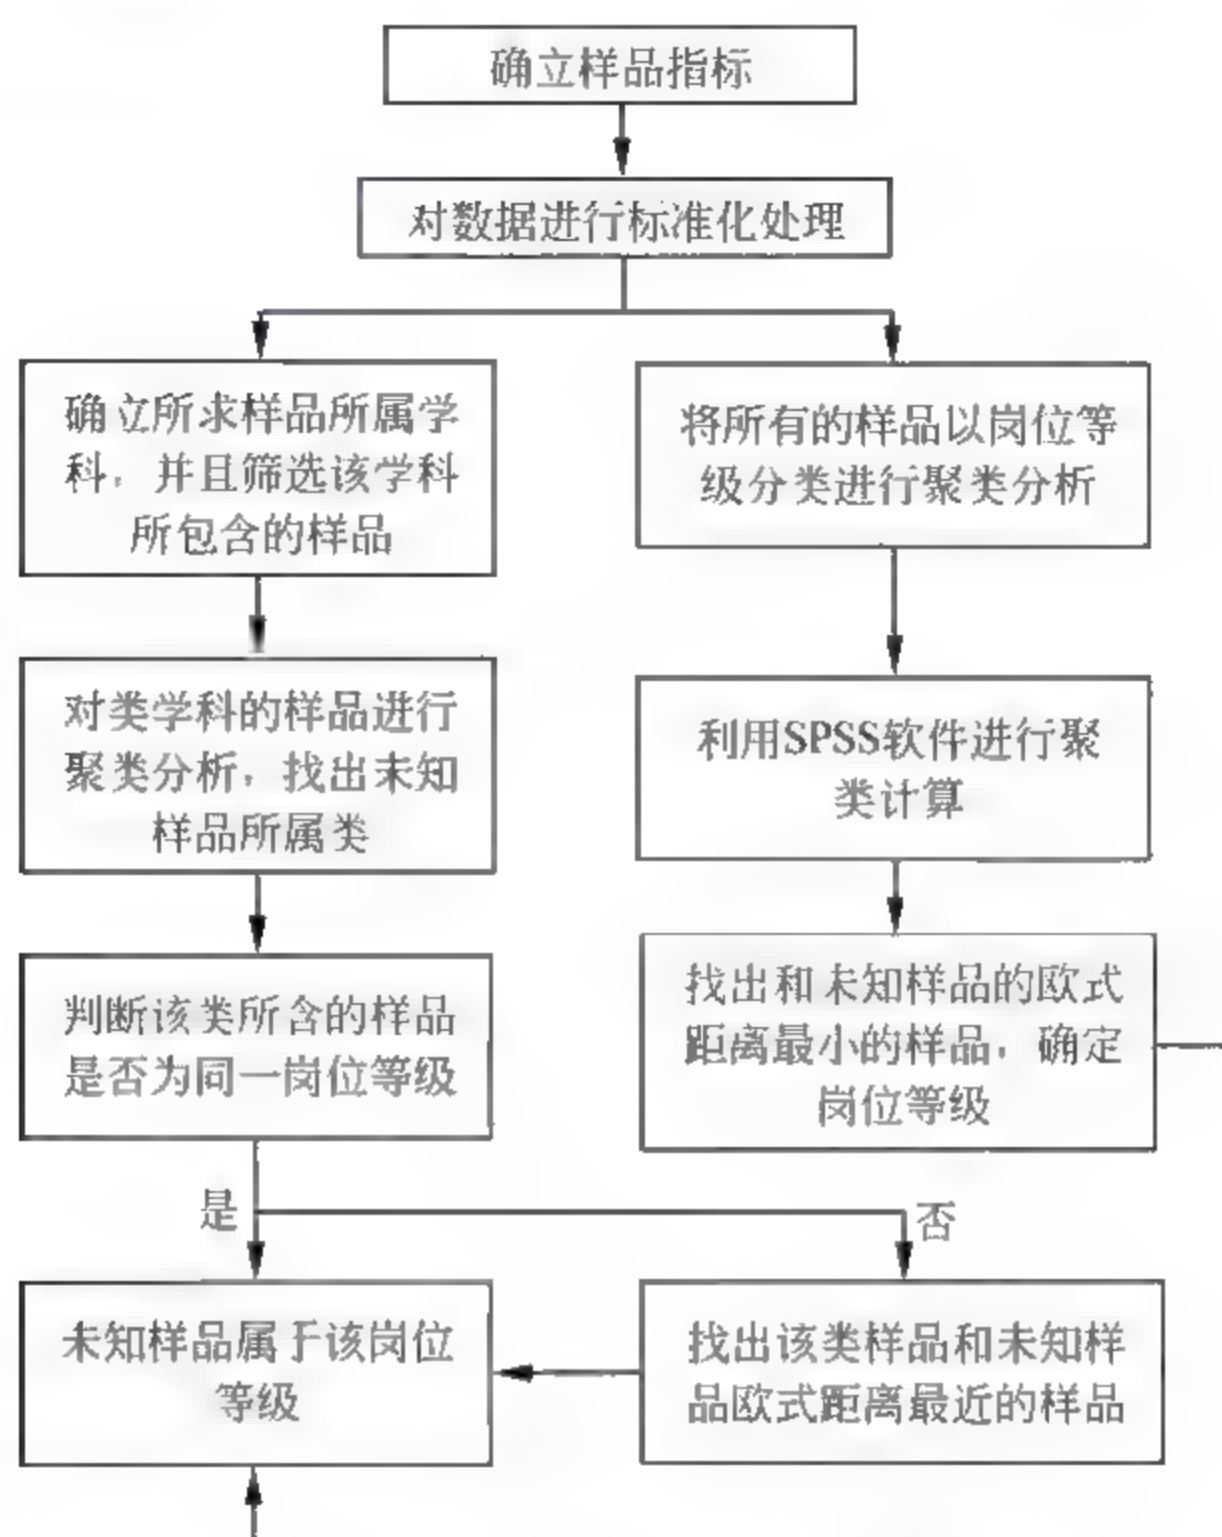 确立样品指标
对数据进行标准化处理
确立所求样品所属学
科，并且筛选该学科
所包含的样品
将所有的样品以岗位等
级分类进行聚类分析
对类学科的样品进行
聚类分析，找出未知
样品所属类
利用SPSS软件进行聚
类计算
判断该类所含的样品
是否为同一岗位等级
找出和未知样品的欧式
距离最小的样品，确定
岗位等级
是
否
未知样品属于该岗位
等级
找出该类样品和未知样
品欧式距离最近的样品